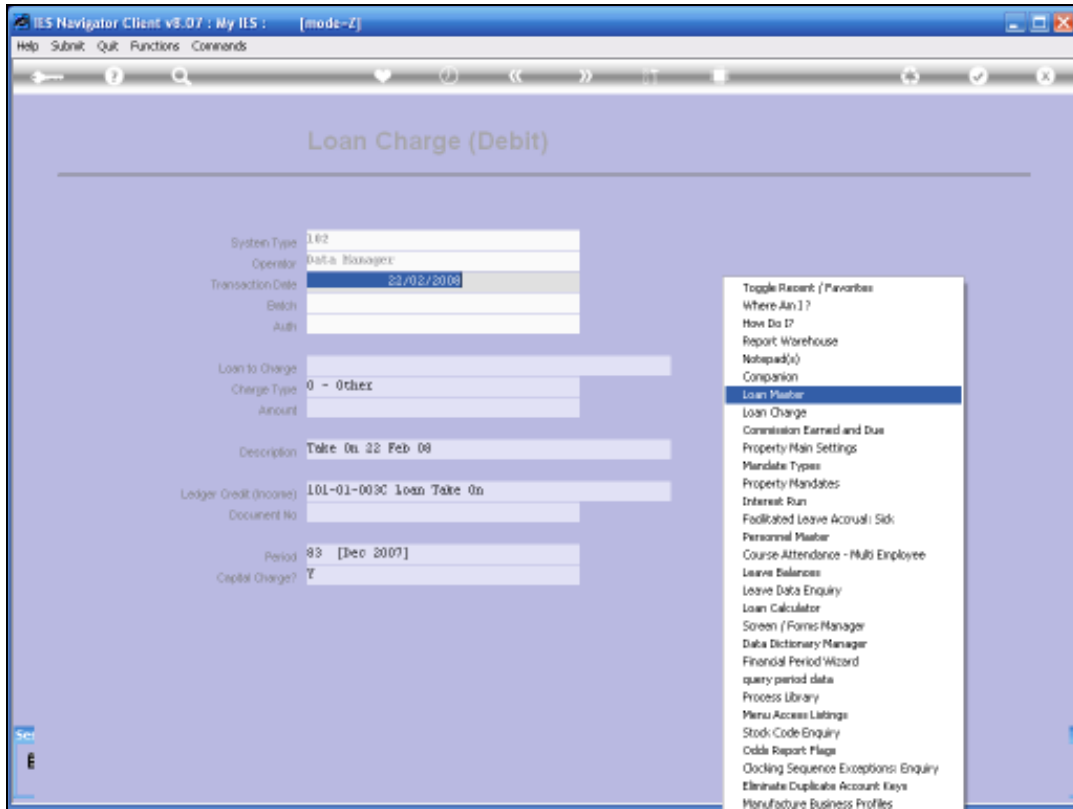 IES Navigator Client v8.07 : My IES : [mode-Z]
Help Submit Quit Functions Commands
Loan Charge (Debit)
System Type 102
Operator Data Manager
Transaction Date 22/02/2008
Batch
Auth
Loan to Charge
Charge Type O - Other
Amount
Description Take On 22 Feb 08
Ledger Credit (Income) 101-01-003C Loan Take On
Document No
Period 83 [Dec 2007]
Capital Charge? Y
Toggle Recent / Favorites
Where Am I ?
How Do I?
Report Warehouse
Notepad(s)
Companion
Loan Master
Loan Charge
Commission Earned and Due
Property Main Settings
Mandate Types
Property Mandates
Interest Run
Facilitated Leave Accrual: Sick
Personnel Master
Course Attendance - Multi Employee
Leave Balances
Leave Data Enquiry
Loan Calculator
Screen / Forms Manager
Data Dictionary Manager
Financial Period Wizard
query period data
Process Library
Menu Access Listings
Stock Code Enquiry
Odds Report Flags
Clocking Sequence Exceptions: Enquiry
Eliminate Duplicate Account Keys
Manufacture Business Profiles